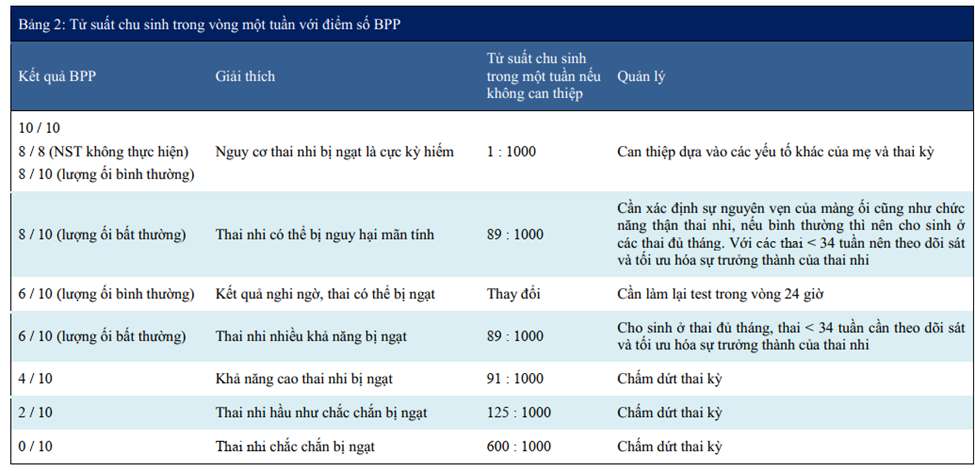 Bảng 2: Tử suất chu sinh trong vòng một tuần với điểm số BPP
Kết quả BPP
Giải thích
Tử suất chu sinh
trong một tuần nếu
không can thiệp
Quản lý
10 / 10
8 / 8 (NST không thực hiện)
8 / 10 (lượng ối bình thường)
Nguy cơ thai nhi bị ngạt là cực kỳ hiếm
1 : 1000
Can thiệp dựa vào các yếu tố khác của mẹ và thai kỳ
8 / 10 (lượng ối bất thường)
Thai nhi có thể bị nguy hại mãn tính
89 : 1000
Cần xác định sự nguyên vẹn của màng ối cũng như chức
năng thận thai nhi, nếu bình thường thì nên cho sinh ở
các thai đủ tháng. Với các thai < 34 tuần nên theo dõi sát
và tối ưu hóa sự trưởng thành của thai nhi
6 / 10 (lượng ối bình thường)
Kết quả nghi ngờ, thai có thể bị ngạt
Thay đổi
Cần làm lại test trong vòng 24 giờ
6 / 10 (lượng ối bất thường)
Thai nhi nhiều khả năng bị ngạt
89 : 1000
Cho sinh ở thai đủ tháng, thai < 34 tuần cần theo dõi sát
và tối ưu hóa sự trưởng thành của thai nhi
4 / 10
Khả năng cao thai nhi bị ngạt
91 : 1000
Chấm dứt thai kỳ
2 / 10
Thai nhi hầu như chắc chắn bị ngạt
125 : 1000
Chấm dứt thai kỳ
0 / 10
Thai nhi chắc chắn bị ngạt
600 : 1000
Chấm dứt thai kỳ